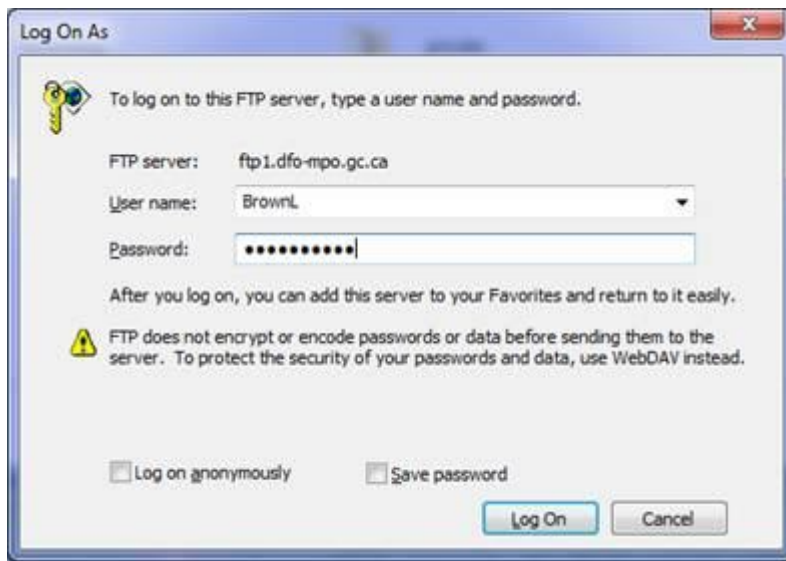 Log On As
To log on to this FTP server, type a user name and password.
FTP server: ftp1.dfo-mpo.gc.ca
User name: BrownL
Password: ●●●●●●●●●●
After you log on, you can add this server to your Favorites and return to it easily.
FTP does not encrypt or encode passwords or data before sending them to the
server. To protect the security of your passwords and data, use WebDAV instead.
Log on anonymously Save password
Log On Cancel